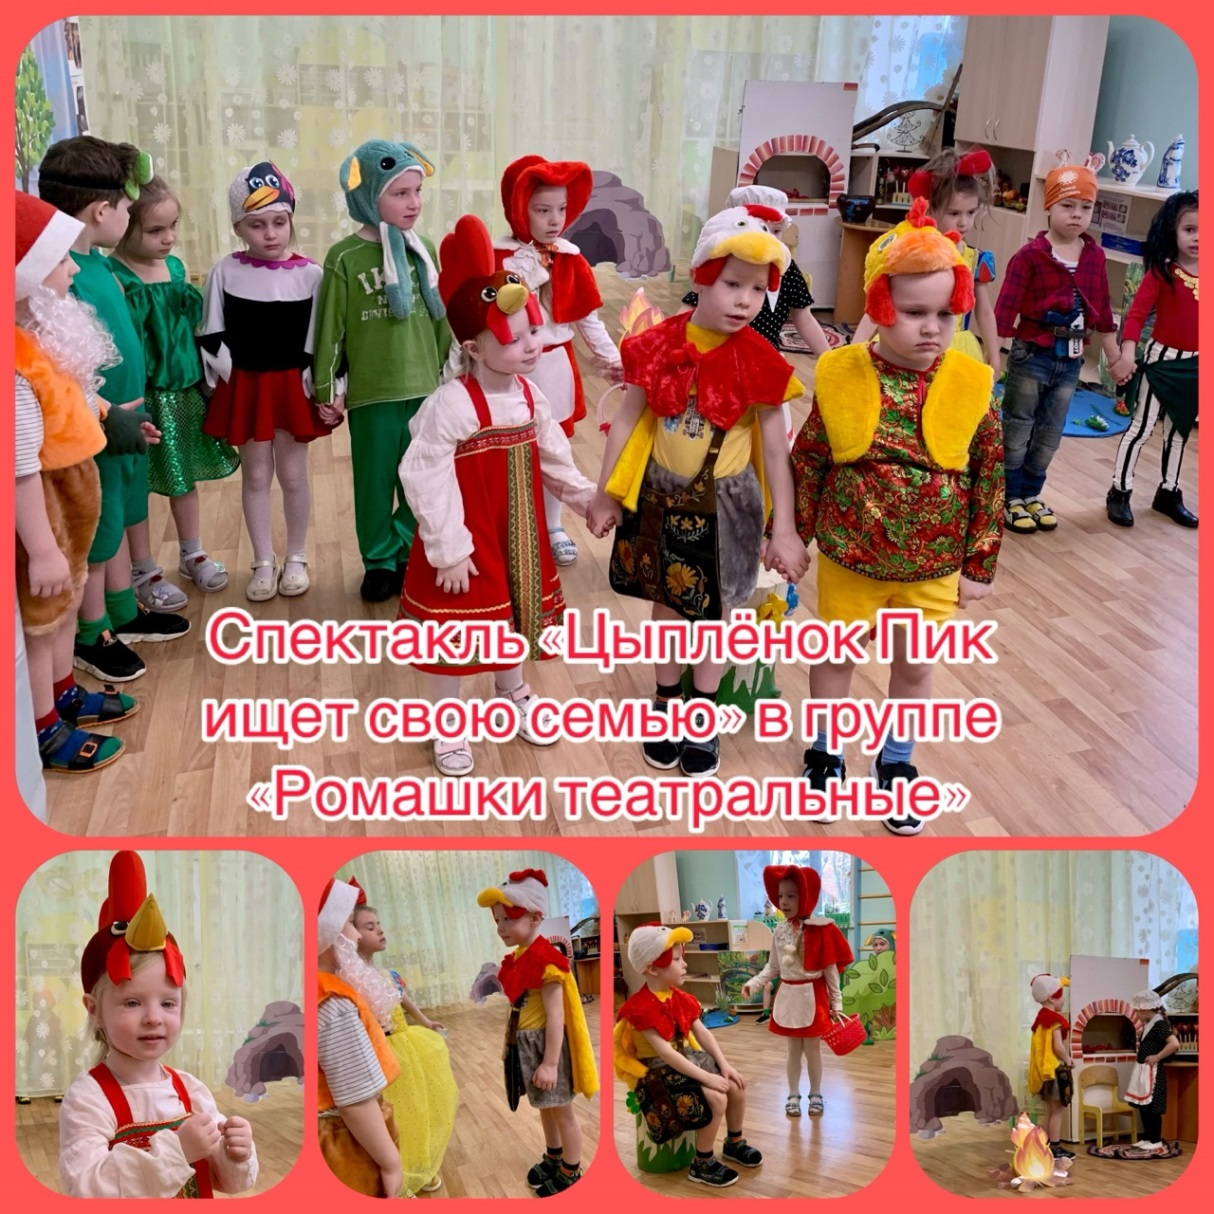 Спектакль «Цыплёнок Пик
ищет свою семью» в группе
«Ромашки театральные»